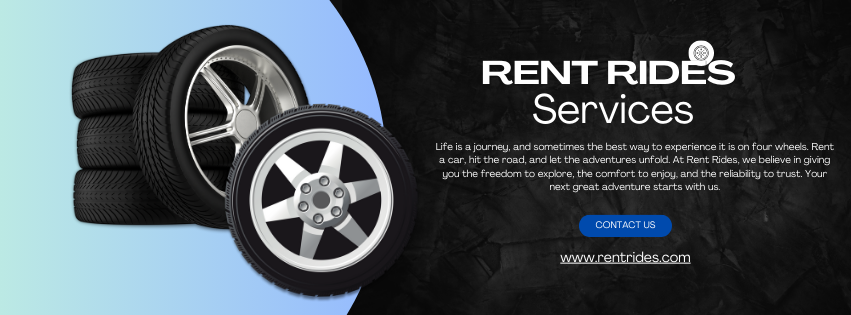 RENT RIDES
Services
Life is a journey, and sometimes the best way to experience it is on four wheels. Rent
a car, hit the road, and let the adventures unfold. At Rent Rides, we believe in giving
you the freedom to explore, the comfort to enjoy, and the reliability to trust. Your
next great adventure starts with us.
CONTACT US
www.rentrides.com